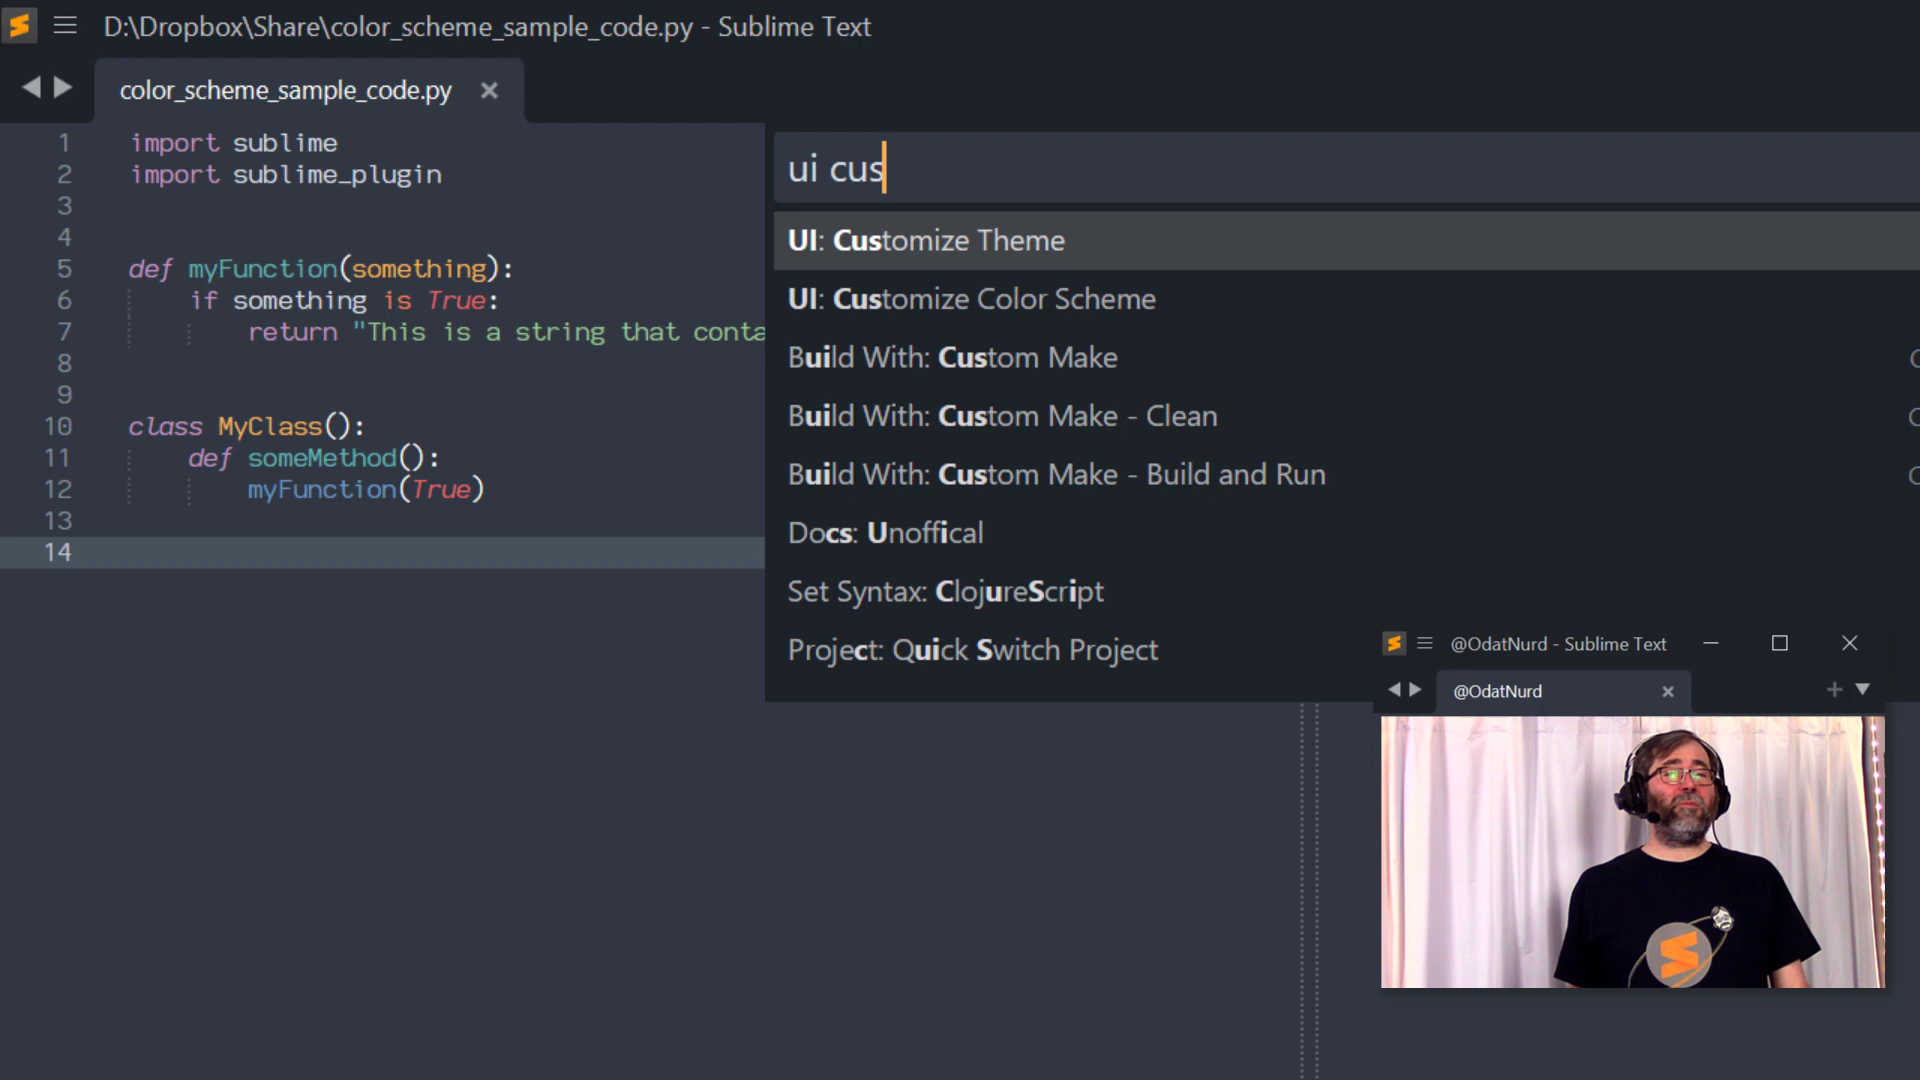 D:\Dropbox\Share\color_scheme_sample_code.py - Sublime Text
color_scheme_sample_code.py
1 import sublime
2 import sublime_plugin
3
4
5 def myFunction(something):
6 if something is True:
7 return "This is a string that conta
8
9
10 class MyClass():
11 def someMethod():
12 myFunction(True)
13
14
ui cus
UI: Customize Theme
UI: Customize Color Scheme
Build With: Custom Make
Build With: Custom Make - Clean
Build With: Custom Make - Build and Run
Docs: Unoffical
Set Syntax: ClojureScript
Project: Quick Switch Project
@OdatNurd - Sublime Text
@OdatNurd